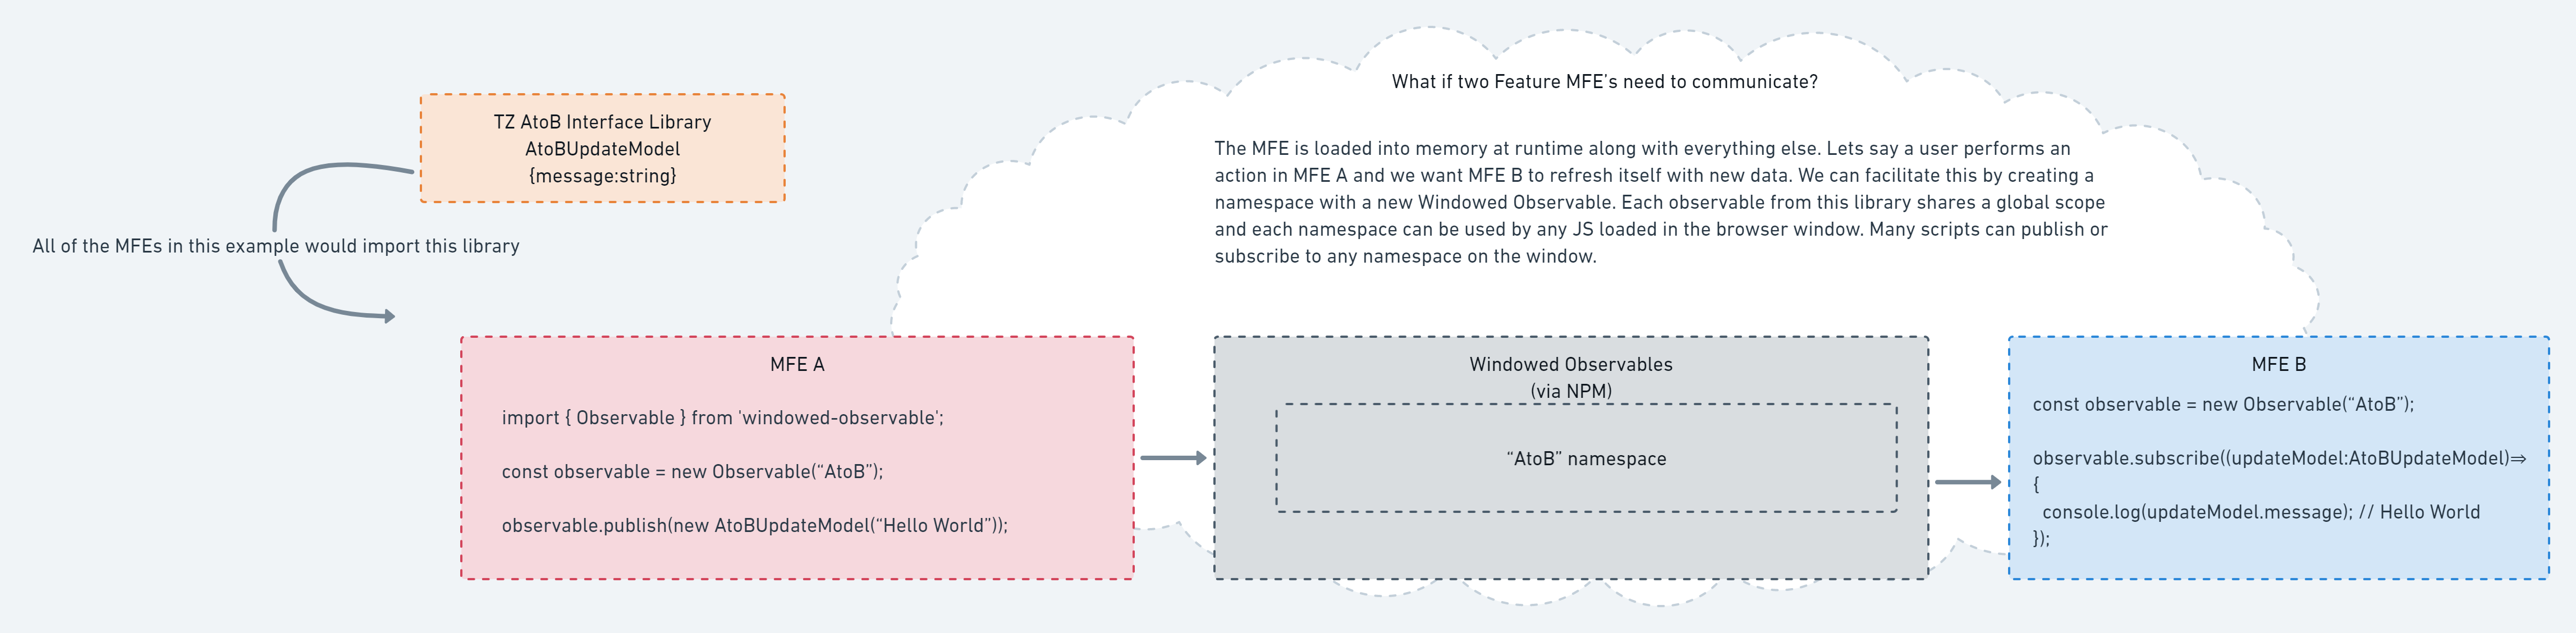 What if two Feature MFE's need to communicate?
The MFE is loaded into memory at runtime along with everything else. Lets say a user performs an
action in MFE A and we want MFE B to refresh itself with new data. We can facilitate this by creating a
namespace with a new Windowed Observable. Each observable from this library shares a global scope
and each namespace can be used by any JS loaded in the browser window. Many scripts can publish or
subscribe to any namespace on the window.
TZ AtoB Interface Library
AtoBUpdateModel
{message:string}
All of the MFEs in this example would import this library
MFE A
import { Observable } from 'windowed-observable';
const observable = new Observable(“AtoB”);
observable.publish(new AtoBUpdateModel(“Hello World”));
Windowed Observables
(via NPM)
“AtoB” namespace
MFE B
const observable = new Observable(“AtoB”);
observable.subscribe((updateModel:AtoBUpdateModel)⇒
{
console.log(updateModel.message); // Hello World
});